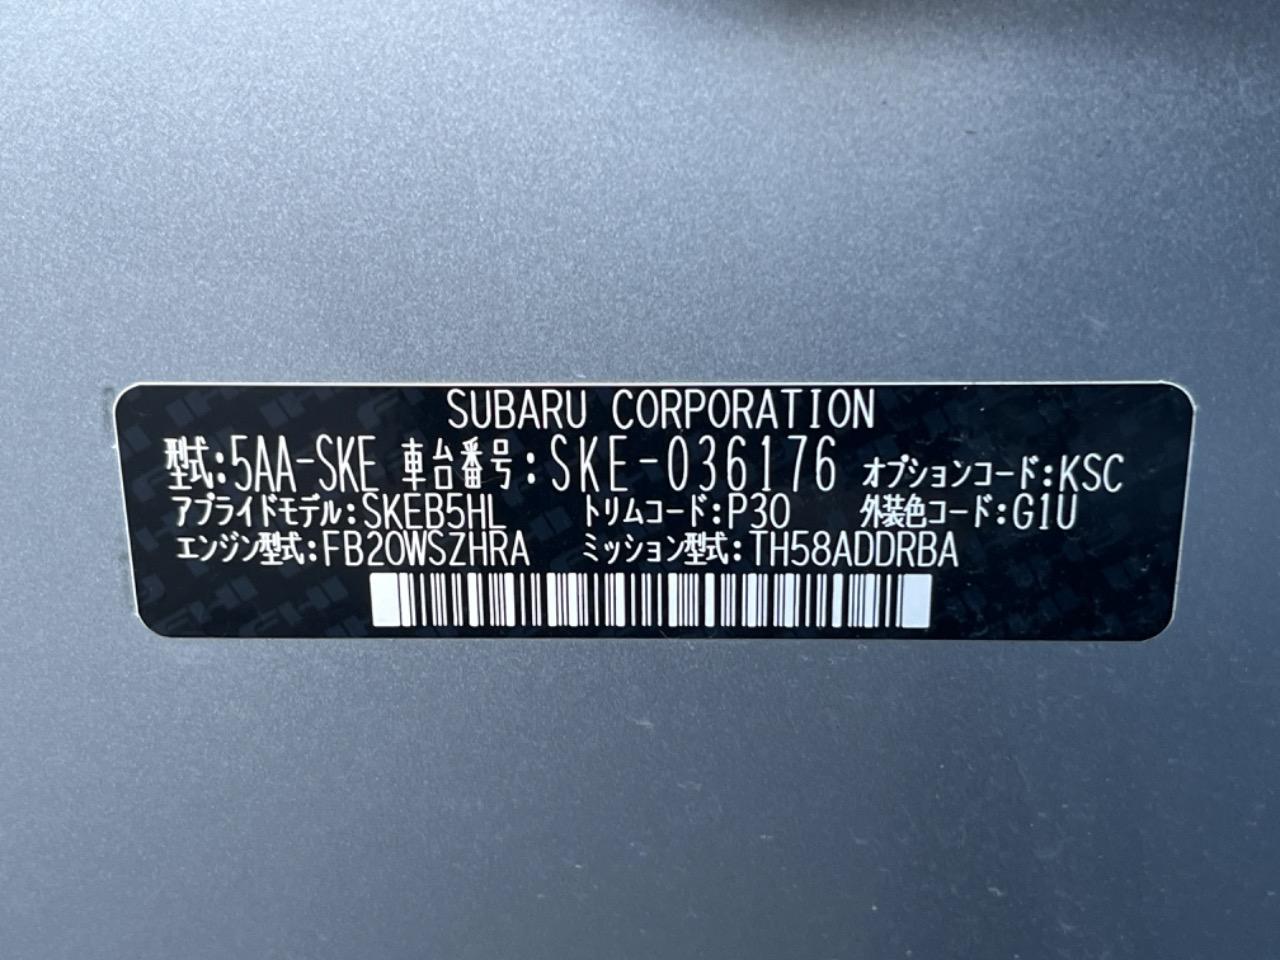 SUBARU CORPORATION
型式:5AA-SKE 車台番号:SKE-036176 オプションコード:KSC
アプライドモデル:SKEB5HL トリムコード:P30 外装色コード:G1U
エンジン型式:FB20WSZHRA ミッション型式:TH58ADDRBA